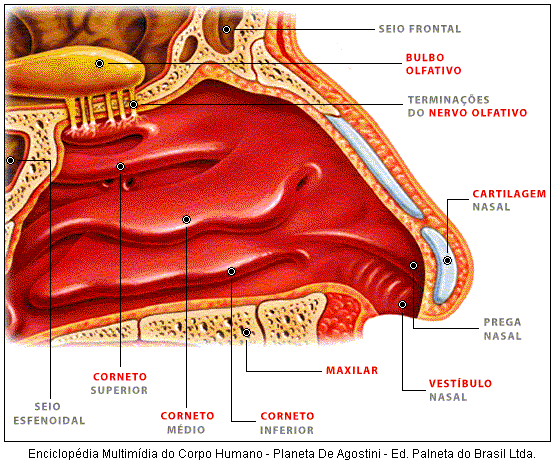 SEIO FRONTAL
BULBO
OLFATIVO
TERMINAÇÕES
DO NERVO OLFATIVO
CARTILAGEM
NASAL
PREGA
NASAL
VESTÍBULO
NASAL
MAXILAR
CORNETO
INFERIOR
CORNETO
MÉDIO
CORNETO
SUPERIOR
SEIO
ESFENOIDAL
Enciclopédia Multimídia do Corpo Humano - Planeta De Agostini - Ed. Palneta do Brasil Ltda.